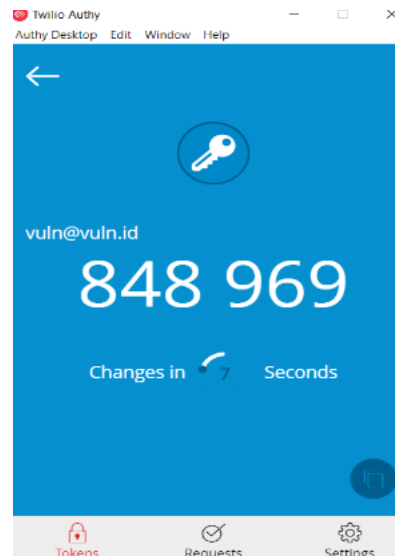 Twilio Authy
Authy Desktop Edit Window Help
vuln@vuln.id
848 969
Changes in 7 Seconds
Tokens Requests Settings